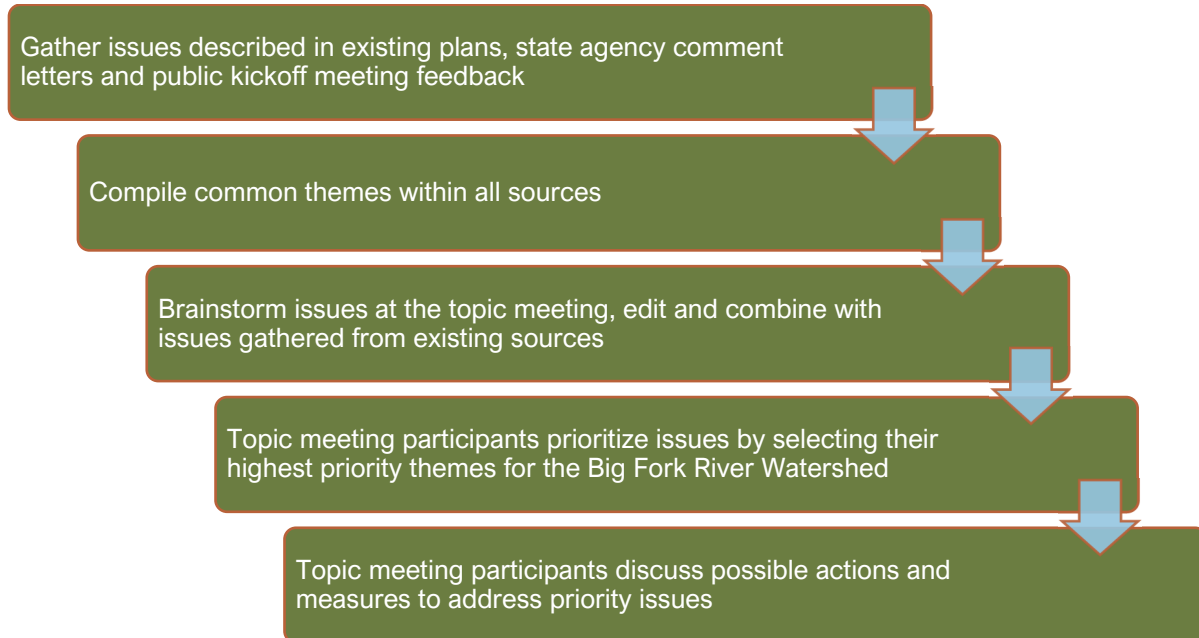 Gather issues described in existing plans, state agency comment
letters and public kickoff meeting feedback
Compile common themes within all sources
Brainstorm issues at the topic meeting, edit and combine with
issues gathered from existing sources
Topic meeting participants prioritize issues by selecting their
highest priority themes for the Big Fork River Watershed
Topic meeting participants discuss possible actions and
measures to address priority issues